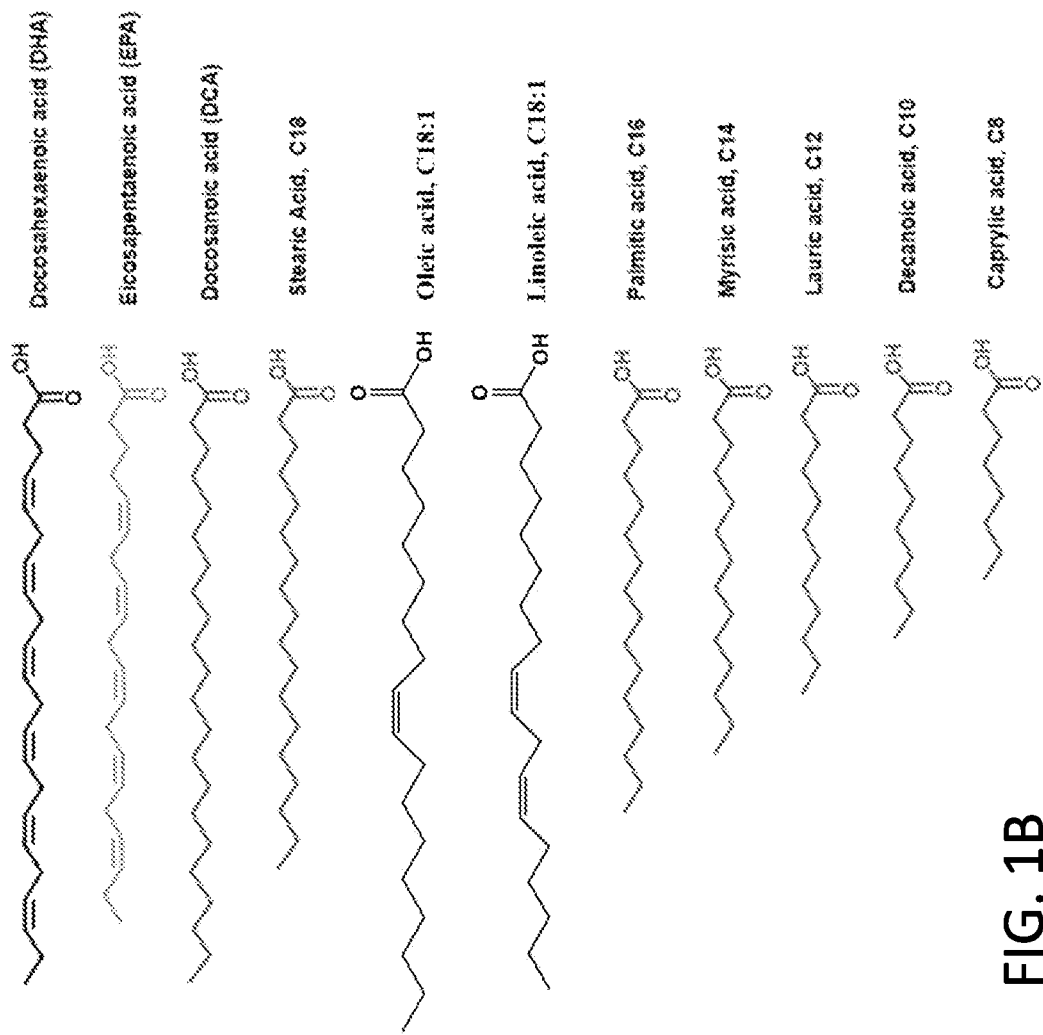 Docosahexaenoic acid (DHA)
OH
O
Eicosapentaenoic acid (EPA)
OH
O
Docosanoic acid (DCA)
OH
O
Stearic Acid, C18
OH
O
Oleic acid, C18:1
O
OH
Linoleic acid, C18:1
O
OH
Palmitic acid, C16
OH
O
Myrisic acid, C14
OH
O
Lauric acid, C12
OH
O
Decanoic acid, C10
OH
O
Caprylic acid, C8
OH
O
FIG. 1B